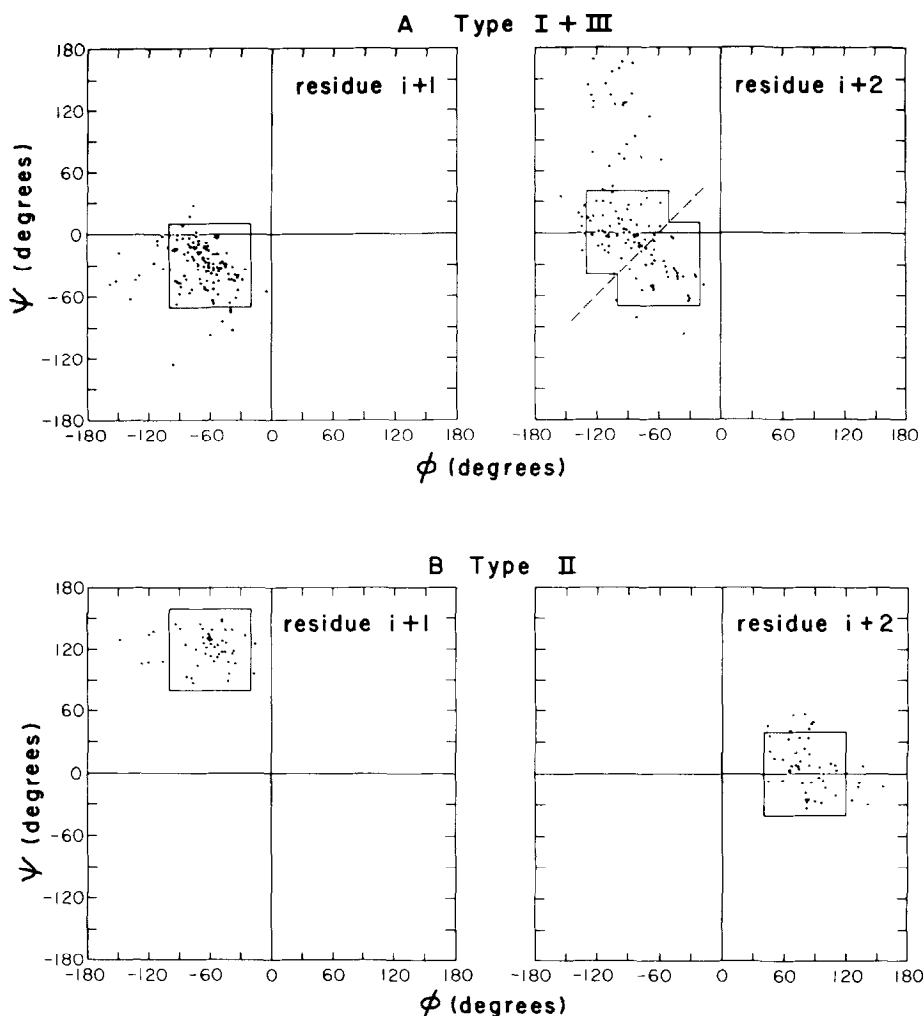 A Type I + III
residue i+1
residue i+2
180
120
60
0
-60
-120
-180
ψ (degrees)
-180 -120 -60 0 60 120 180
-180 -120 -60 0 60 120 180
ϕ (degrees)
B Type II
residue i+1
residue i+2
180
120
60
0
-60
-120
-180
ψ (degrees)
-180 -120 -60 0 60 120 180
-180 -120 -60 0 60 120 180
ϕ (degrees)